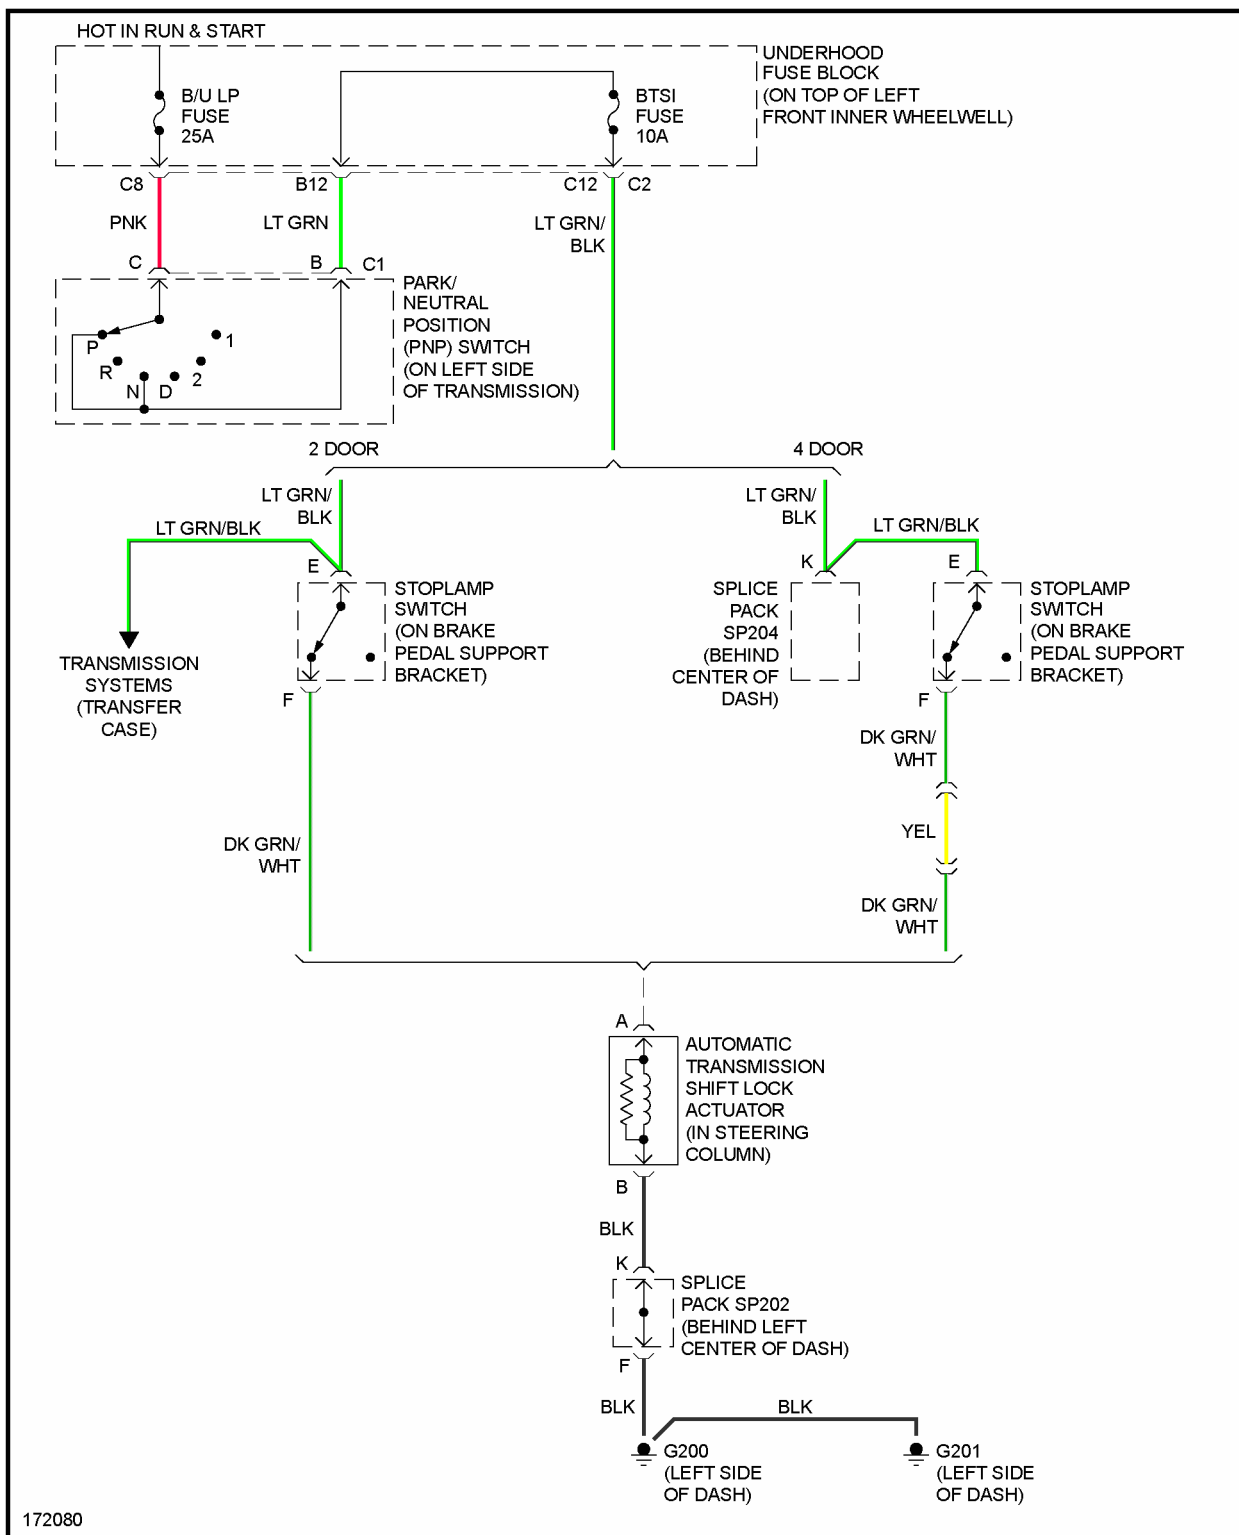 HOT IN RUN & START
UNDERHOOD
FUSE BLOCK
(ON TOP OF LEFT
FRONT INNER WHEELWELL)
B/U LP
FUSE
25A
BTSI
FUSE
10A
C8
B12
C12
C2
PNK
LT GRN
LT GRN/
BLK
C
B
C1
PARK/
NEUTRAL
POSITION
(PNP) SWITCH
(ON LEFT SIDE
OF TRANSMISSION)
P
R
N
D
2
1
2 DOOR
4 DOOR
LT GRN/
BLK
LT GRN/BLK
E
STOPLAMP
SWITCH
(ON BRAKE
PEDAL SUPPORT
BRACKET)
TRANSMISSION
SYSTEMS
(TRANSFER
CASE)
F
LT GRN/
BLK
LT GRN/BLK
K
E
SPLICE
PACK
SP204
(BEHIND
CENTER OF
DASH)
STOPLAMP
SWITCH
(ON BRAKE
PEDAL SUPPORT
BRACKET)
F
DK GRN/
WHT
YEL
DK GRN/
WHT
DK GRN/
WHT
A
AUTOMATIC
TRANSMISSION
SHIFT LOCK
ACTUATOR
(IN STEERING
COLUMN)
B
BLK
K
SPLICE
PACK SP202
(BEHIND LEFT
CENTER OF DASH)
F
BLK
BLK
G200
(LEFT SIDE
OF DASH)
G201
(LEFT SIDE
OF DASH)
172080